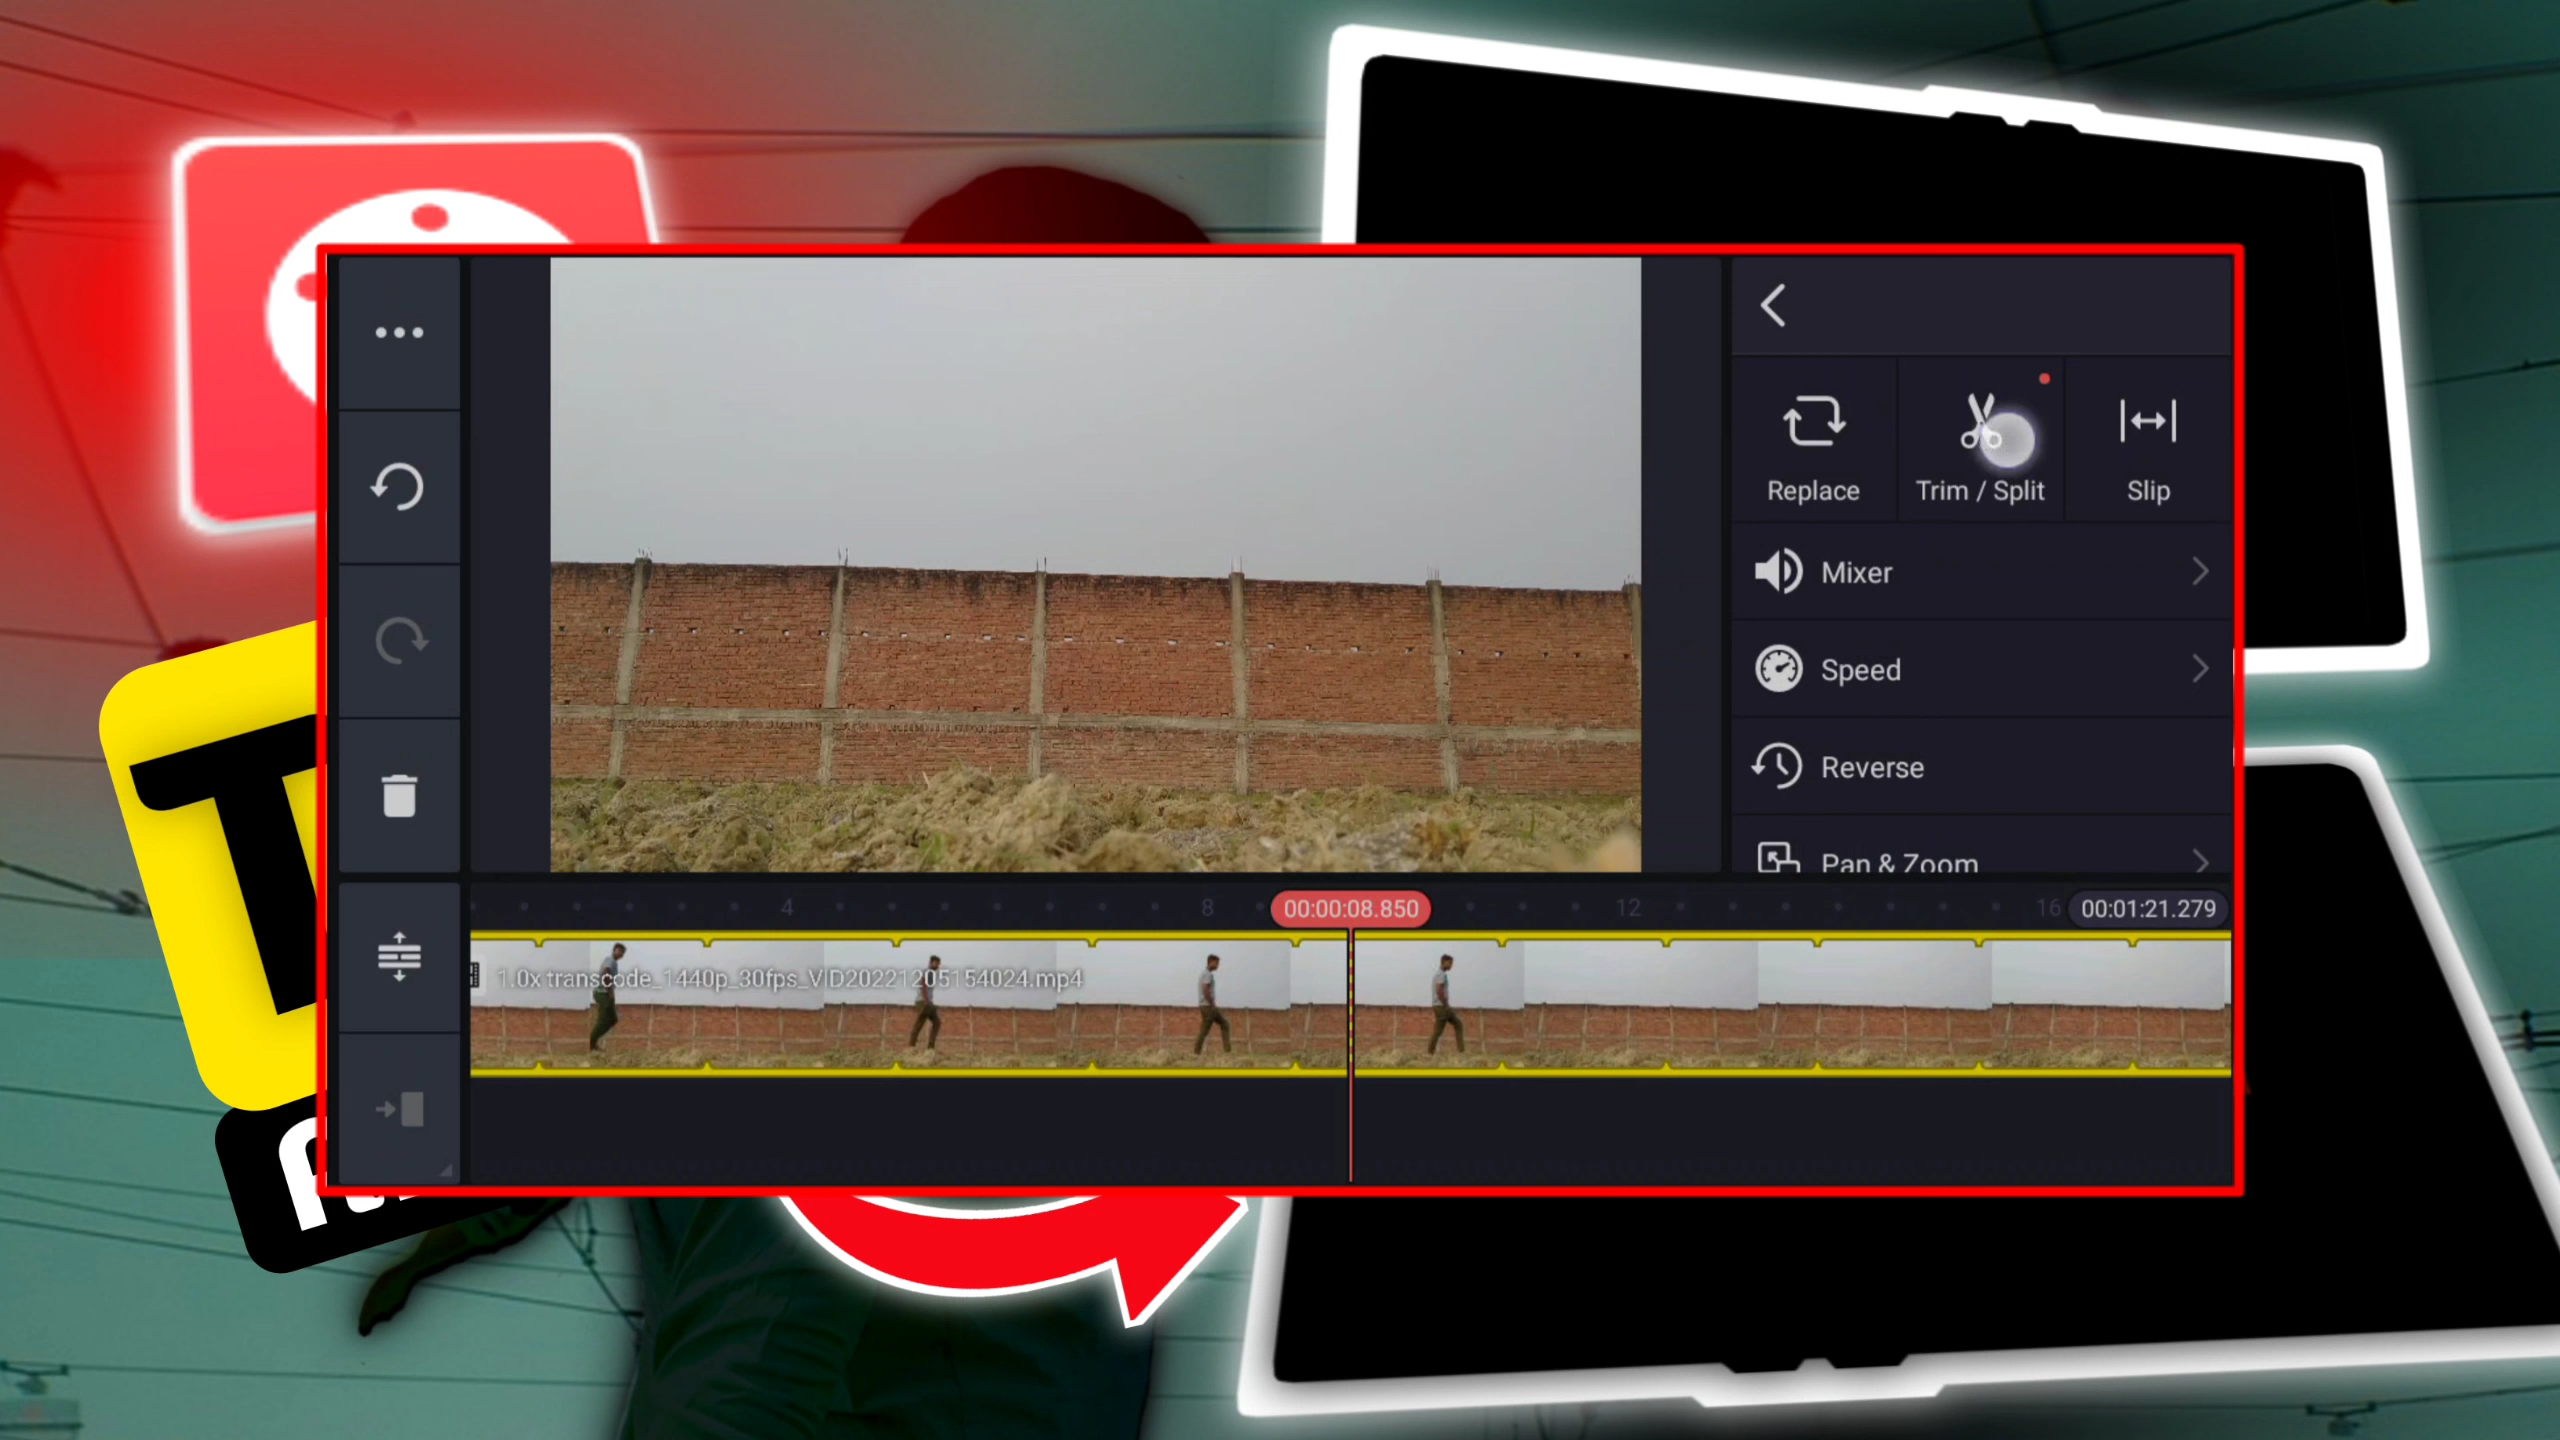 Replace
Trim / Split
Slip
Mixer
Speed
Reverse
Pan & Zoom
4
8
00:00:08.850
12
16
00:01:21.279
1.0x transcode_1440p_30fps_VID20221205154024.mp4
T